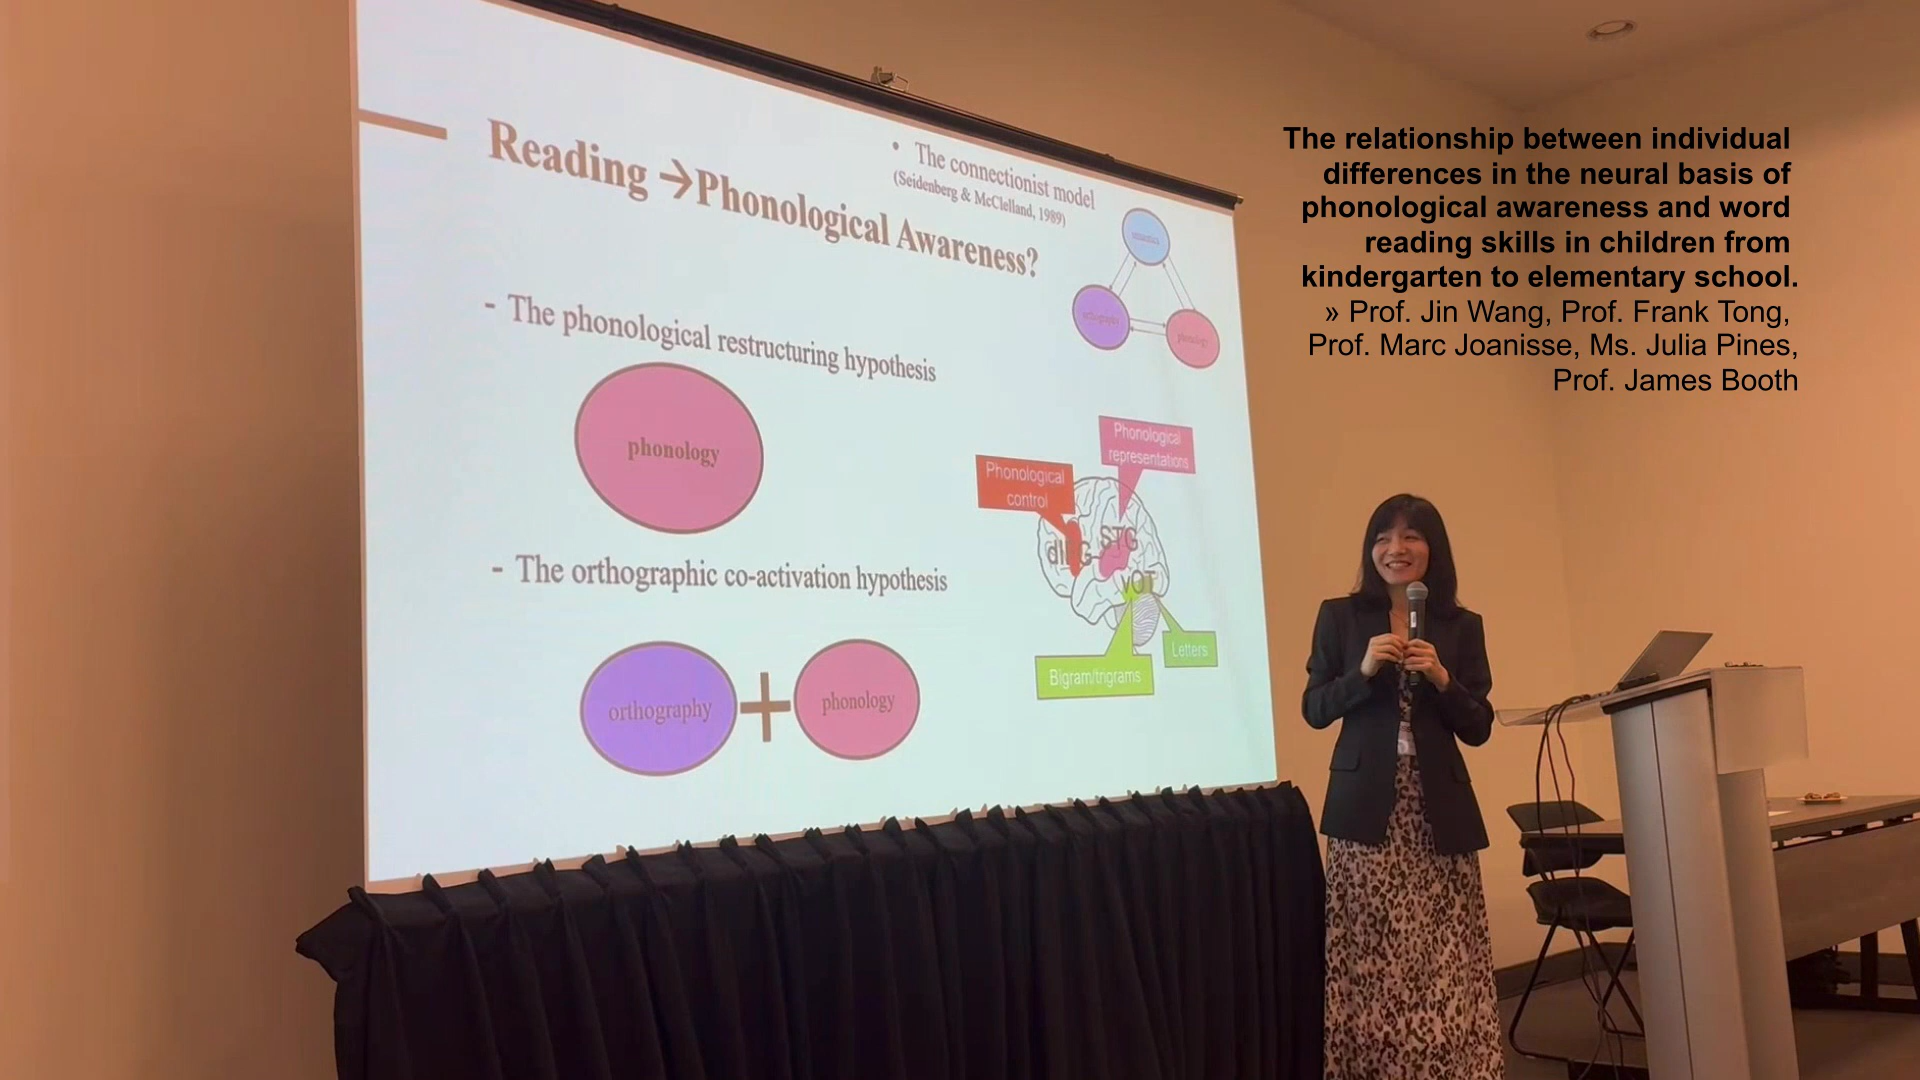 Reading →Phonological Awareness?
• The connectionist model
(Seidenberg & McClelland, 1989)
semantics
orthography
phonology
- The phonological restructuring hypothesis
phonology
- The orthographic co-activation hypothesis
orthography
+
phonology
Phonological
representations
Phonological
control
STG
vOT
Bigram/trigrams
Letters
The relationship between individual
differences in the neural basis of
phonological awareness and word
reading skills in children from
kindergarten to elementary school.
» Prof. Jin Wang, Prof. Frank Tong,
Prof. Marc Joanisse, Ms. Julia Pines,
Prof. James Booth